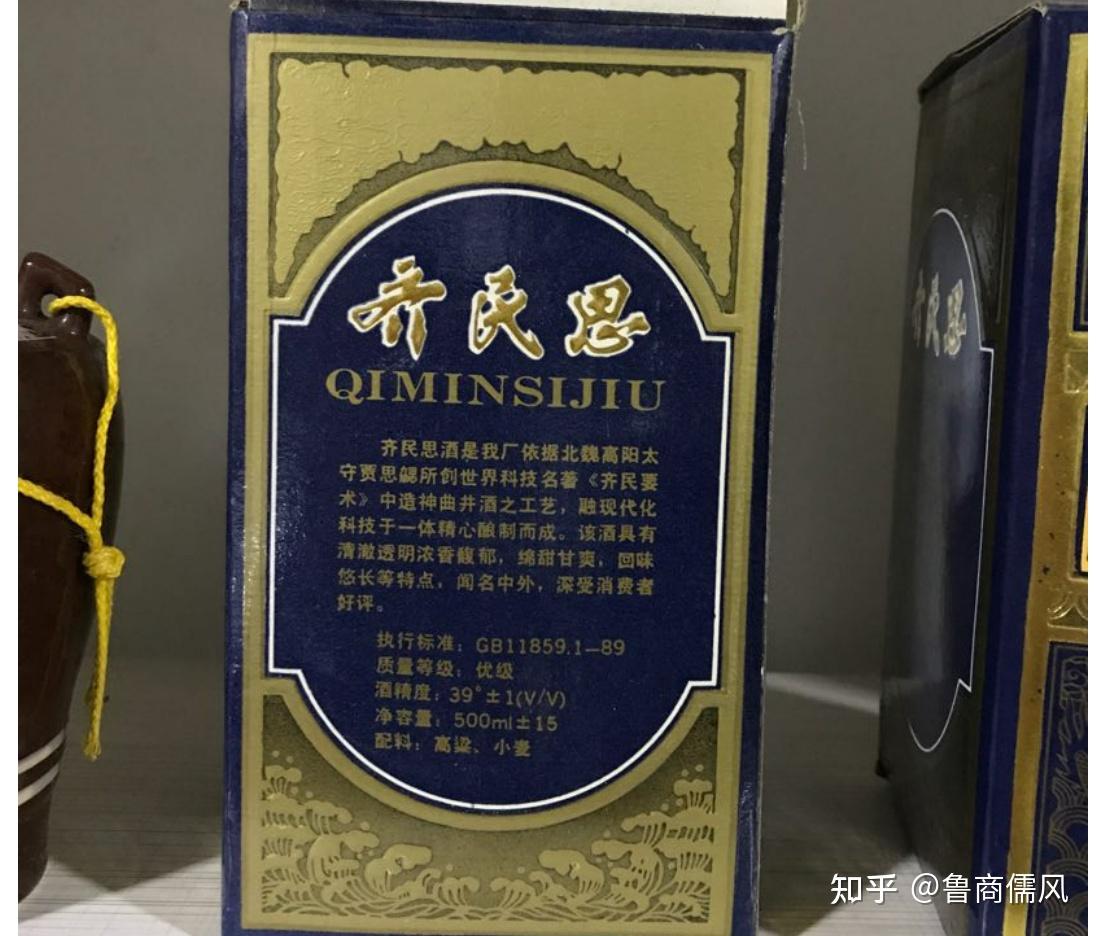 齐民思
QIMINSIJIU
齐民思酒是我厂依据北魏高阳太
守贾思勰所创世界科技名著《齐民要
术》中造神曲井酒之工艺，融现代化
科技于一体精心酿制而成。该酒具有
清澈透明浓香馥郁，绵甜甘爽，回味
悠长等特点，闻名中外，深受消费者
好评。
执行标准：GB11859.1—89
质量等级：优级
酒精度：39°±1(V/V)
净容量：500ml±15
配料：高粱、小麦
齐民思
知乎 @鲁商儒风